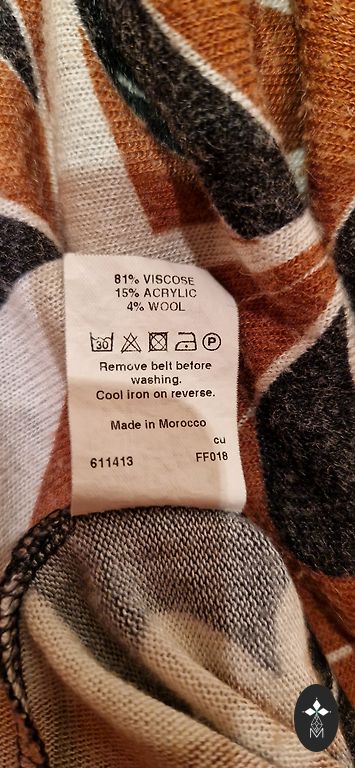 81% VISCOSE
15% ACRYLIC
4% WOOL
30 P
Remove belt before
washing.
Cool iron on reverse.
Made in Morocco
cu
611413 FF018
M